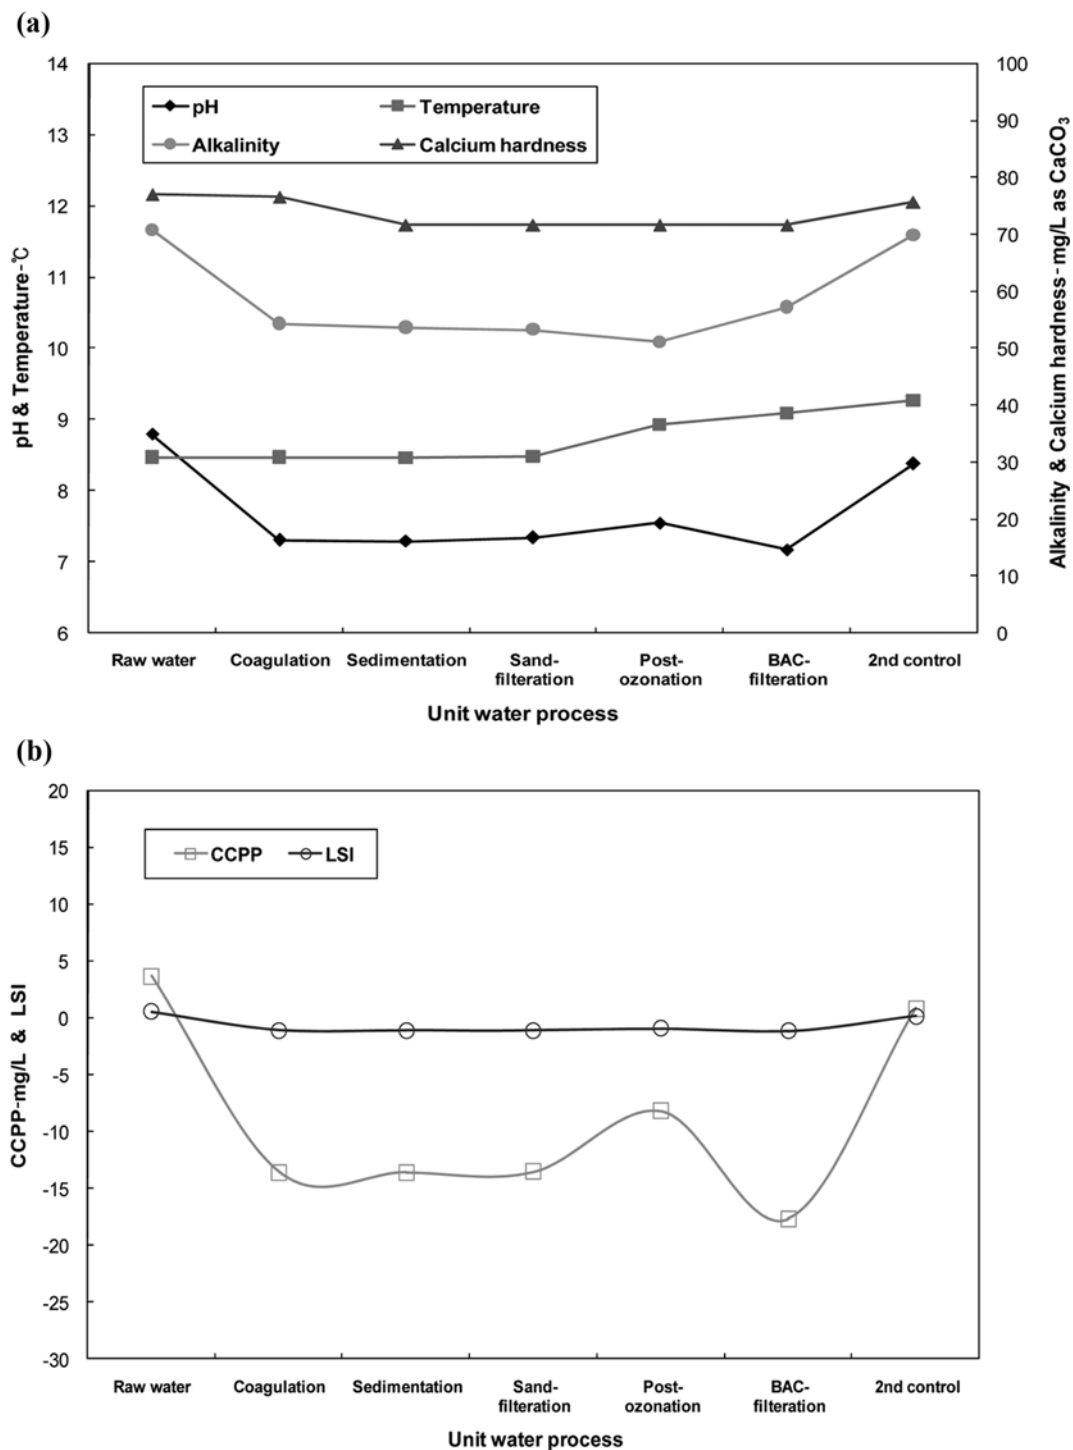 (a)
14
13
12
11
10
9
8
7
6
pH & Temperature-℃
100
90
80
70
60
50
40
30
20
10
0
Alkalinity & Calcium hardness-mg/L as CaCO3
pH
Temperature
Alkalinity
Calcium hardness
Raw water
Coagulation
Sedimentation
Sand-
filteration
Post-
ozonation
BAC-
filteration
2nd control
Unit water process
(b)
20
15
10
5
0
-5
-10
-15
-20
-25
-30
CCPP-mg/L & LSI
CCPP
LSI
Raw water
Coagulation
Sedimentation
Sand-
filteration
Post-
ozonation
BAC-
filteration
2nd control
Unit water process